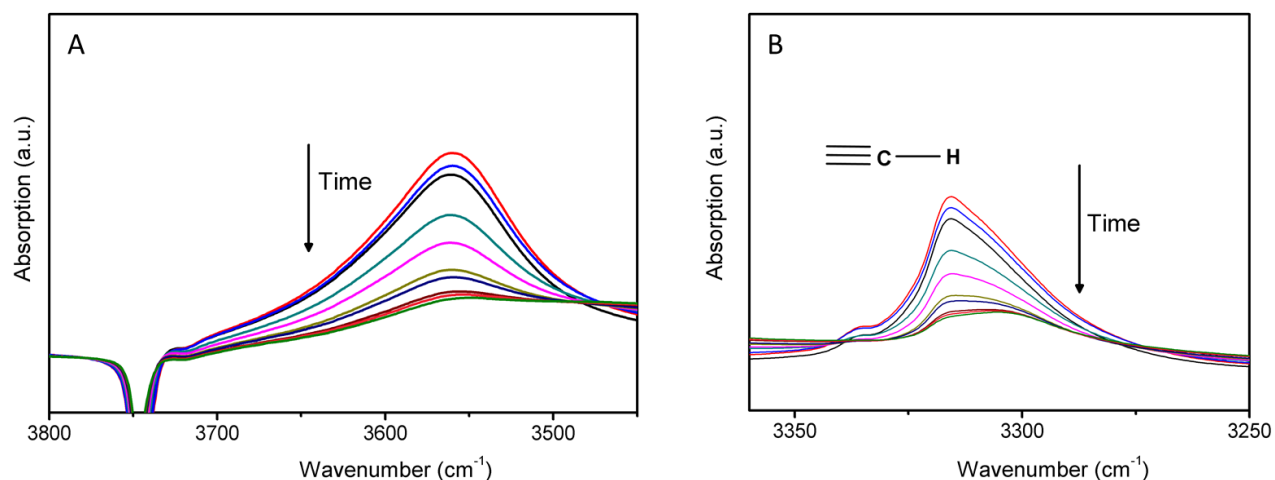 A
Time
Absorption (a.u.)
3800
3700
3600
3500
Wavenumber (cm⁻¹)
B
C H
Time
Absorption (a.u.)
3350
3300
3250
Wavenumber (cm⁻¹)